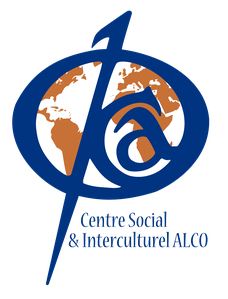 a
Centre Social
& Interculturel ALCO